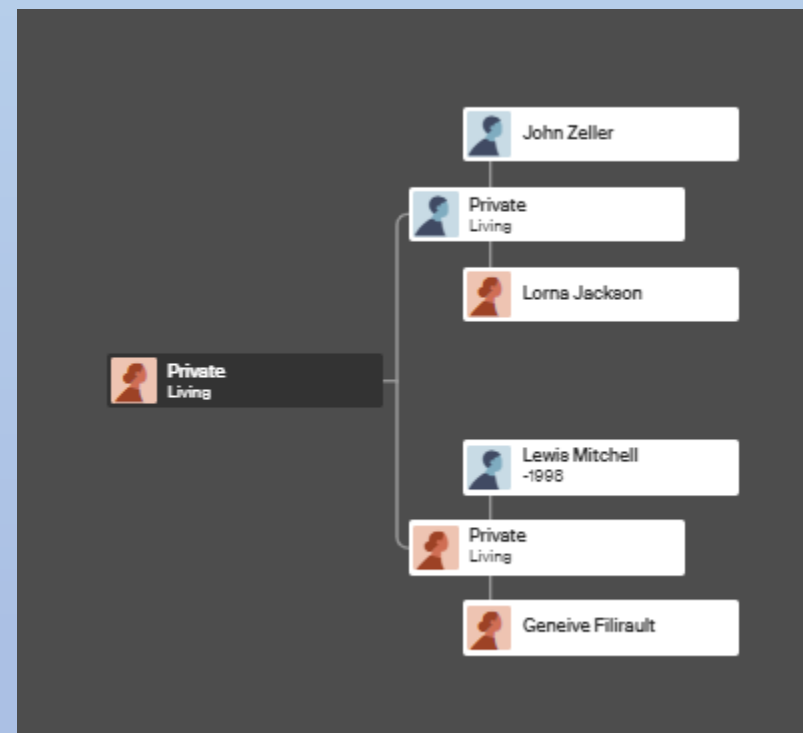 John Zeller
Private
Living
Lorna Jackson
Private
Living
Lewis Mitchell
-1998
Private
Living
Geneive Filirault